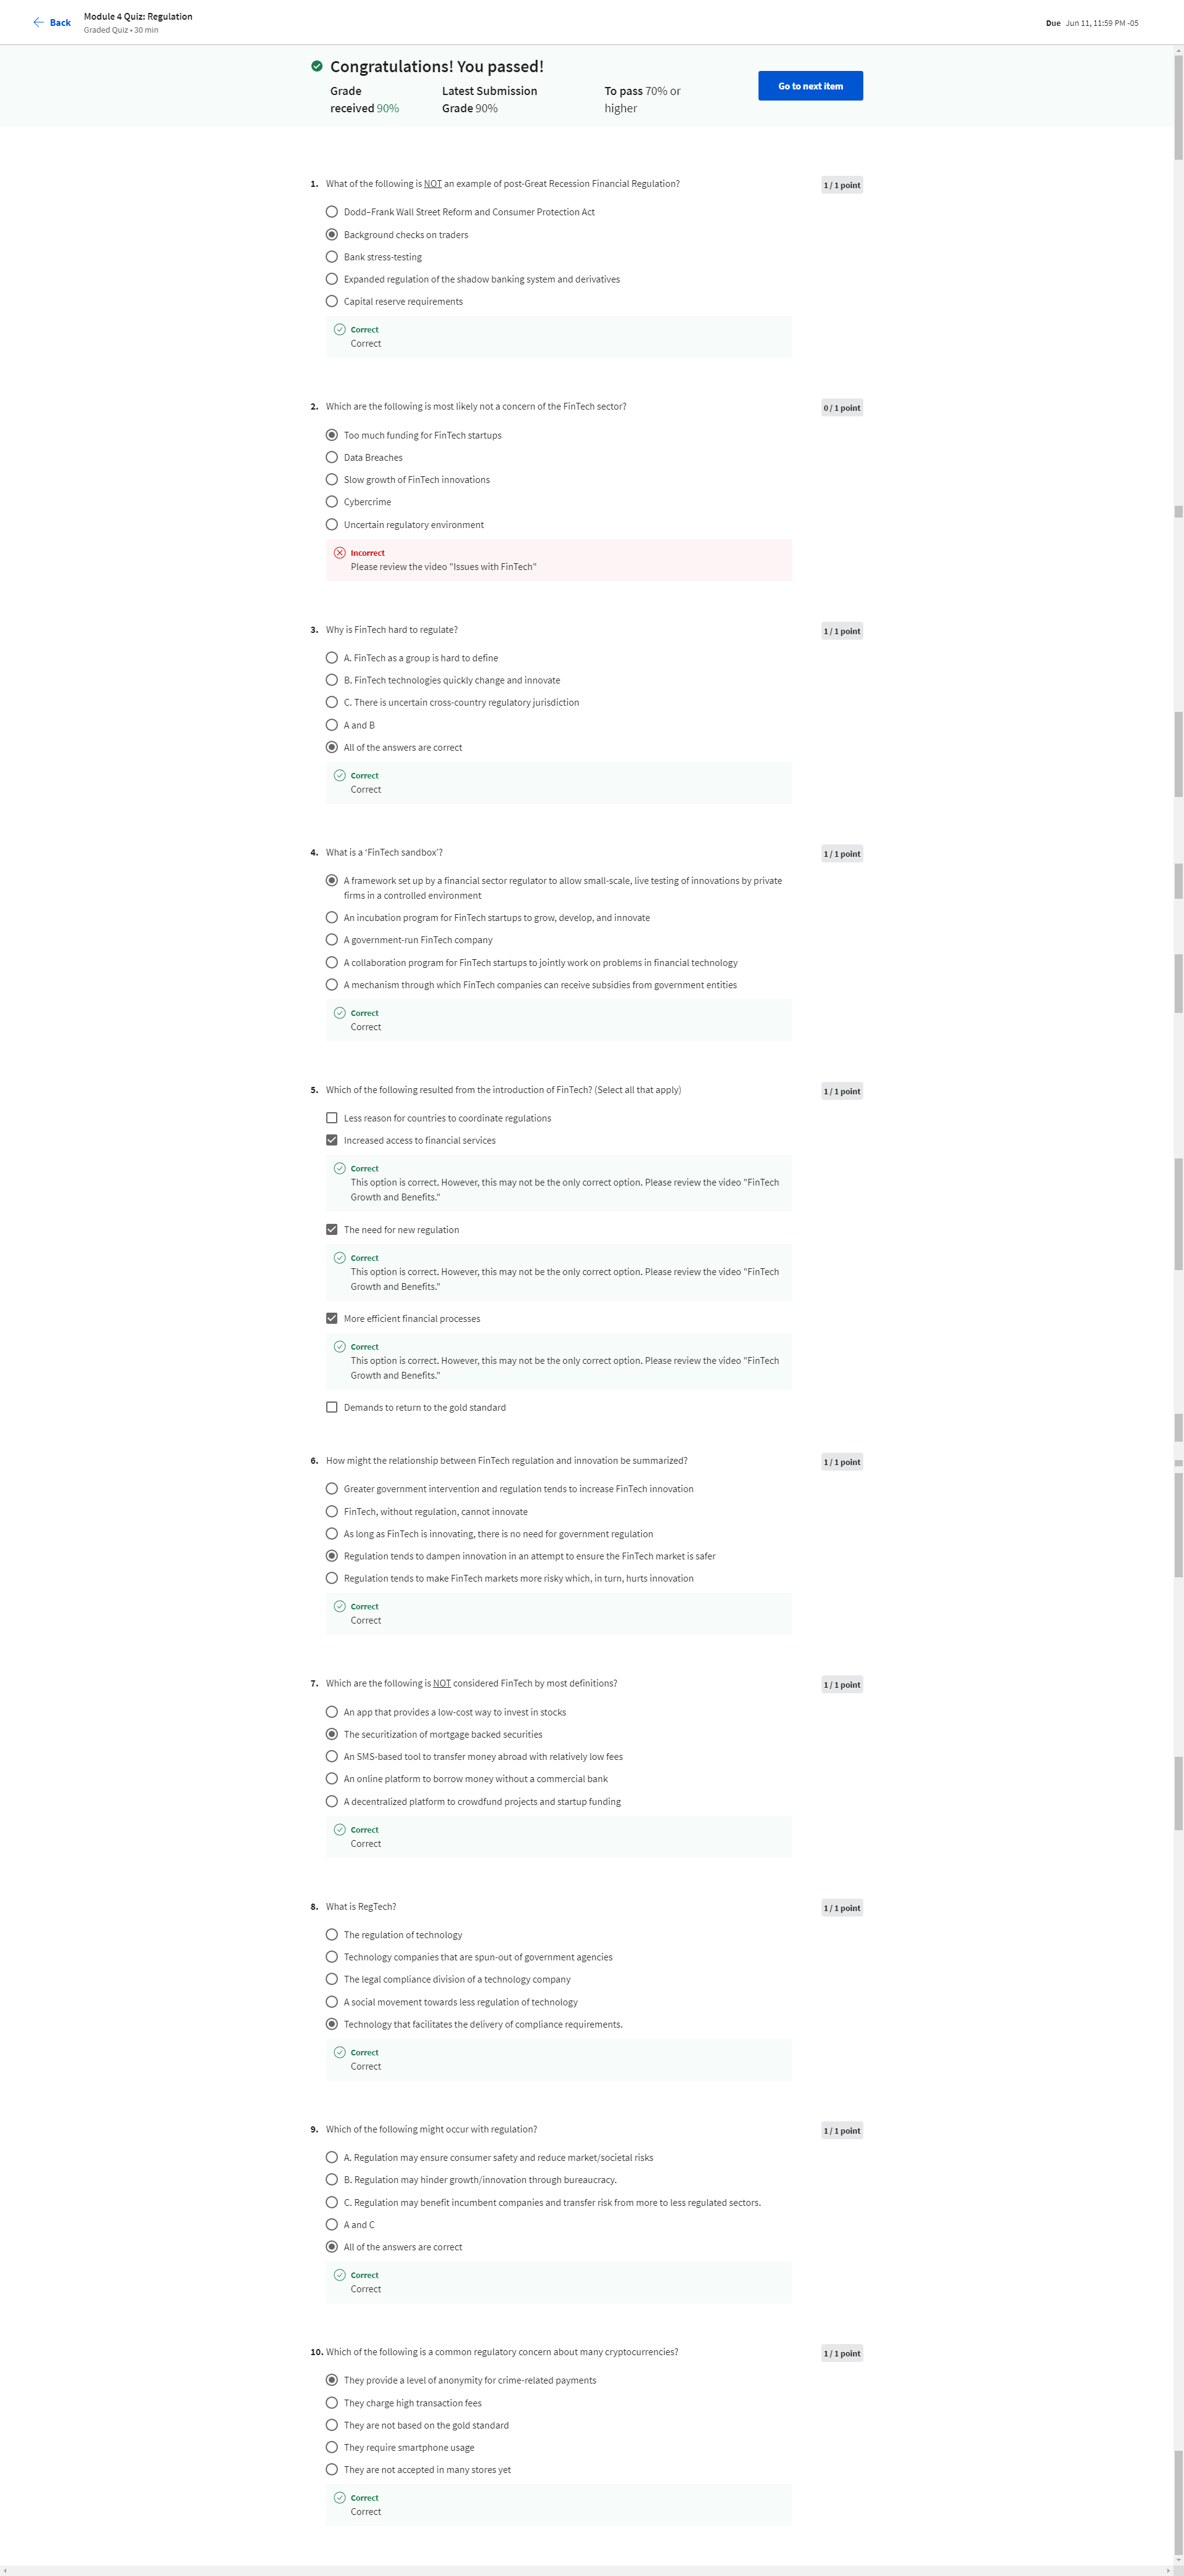 Back
Module 4 Quiz: Regulation
Graded Quiz • 30 min
Due Jun 11, 11:59 PM -05
Congratulations! You passed!
Grade
received 90%
Latest Submission
Grade 90%
To pass 70% or
higher
Go to next item
1. What of the following is NOT an example of post-Great Recession Financial Regulation?
1 / 1 point
Dodd–Frank Wall Street Reform and Consumer Protection Act
Background checks on traders
Bank stress-testing
Expanded regulation of the shadow banking system and derivatives
Capital reserve requirements
Correct
Correct
2. Which are the following is most likely not a concern of the FinTech sector?
0 / 1 point
Too much funding for FinTech startups
Data Breaches
Slow growth of FinTech innovations
Cybercrime
Uncertain regulatory environment
Incorrect
Please review the video "Issues with FinTech"
3. Why is FinTech hard to regulate?
1 / 1 point
A. FinTech as a group is hard to define
B. FinTech technologies quickly change and innovate
C. There is uncertain cross-country regulatory jurisdiction
A and B
All of the answers are correct
Correct
Correct
4. What is a ‘FinTech sandbox’?
1 / 1 point
A framework set up by a financial sector regulator to allow small-scale, live testing of innovations by private
firms in a controlled environment
An incubation program for FinTech startups to grow, develop, and innovate
A government-run FinTech company
A collaboration program for FinTech startups to jointly work on problems in financial technology
A mechanism through which FinTech companies can receive subsidies from government entities
Correct
Correct
5. Which of the following resulted from the introduction of FinTech? (Select all that apply)
1 / 1 point
Less reason for countries to coordinate regulations
Increased access to financial services
Correct
This option is correct. However, this may not be the only correct option. Please review the video "FinTech
Growth and Benefits."
The need for new regulation
Correct
This option is correct. However, this may not be the only correct option. Please review the video "FinTech
Growth and Benefits."
More efficient financial processes
Correct
This option is correct. However, this may not be the only correct option. Please review the video "FinTech
Growth and Benefits."
Demands to return to the gold standard
6. How might the relationship between FinTech regulation and innovation be summarized?
1 / 1 point
Greater government intervention and regulation tends to increase FinTech innovation
FinTech, without regulation, cannot innovate
As long as FinTech is innovating, there is no need for government regulation
Regulation tends to dampen innovation in an attempt to ensure the FinTech market is safer
Regulation tends to make FinTech markets more risky which, in turn, hurts innovation
Correct
Correct
7. Which are the following is NOT considered FinTech by most definitions?
1 / 1 point
An app that provides a low-cost way to invest in stocks
The securitization of mortgage backed securities
An SMS-based tool to transfer money abroad with relatively low fees
An online platform to borrow money without a commercial bank
A decentralized platform to crowdfund projects and startup funding
Correct
Correct
8. What is RegTech?
1 / 1 point
The regulation of technology
Technology companies that are spun-out of government agencies
The legal compliance division of a technology company
A social movement towards less regulation of technology
Technology that facilitates the delivery of compliance requirements.
Correct
Correct
9. Which of the following might occur with regulation?
1 / 1 point
A. Regulation may ensure consumer safety and reduce market/societal risks
B. Regulation may hinder growth/innovation through bureaucracy.
C. Regulation may benefit incumbent companies and transfer risk from more to less regulated sectors.
A and C
All of the answers are correct
Correct
Correct
10. Which of the following is a common regulatory concern about many cryptocurrencies?
1 / 1 point
They provide a level of anonymity for crime-related payments
They charge high transaction fees
They are not based on the gold standard
They require smartphone usage
They are not accepted in many stores yet
Correct
Correct